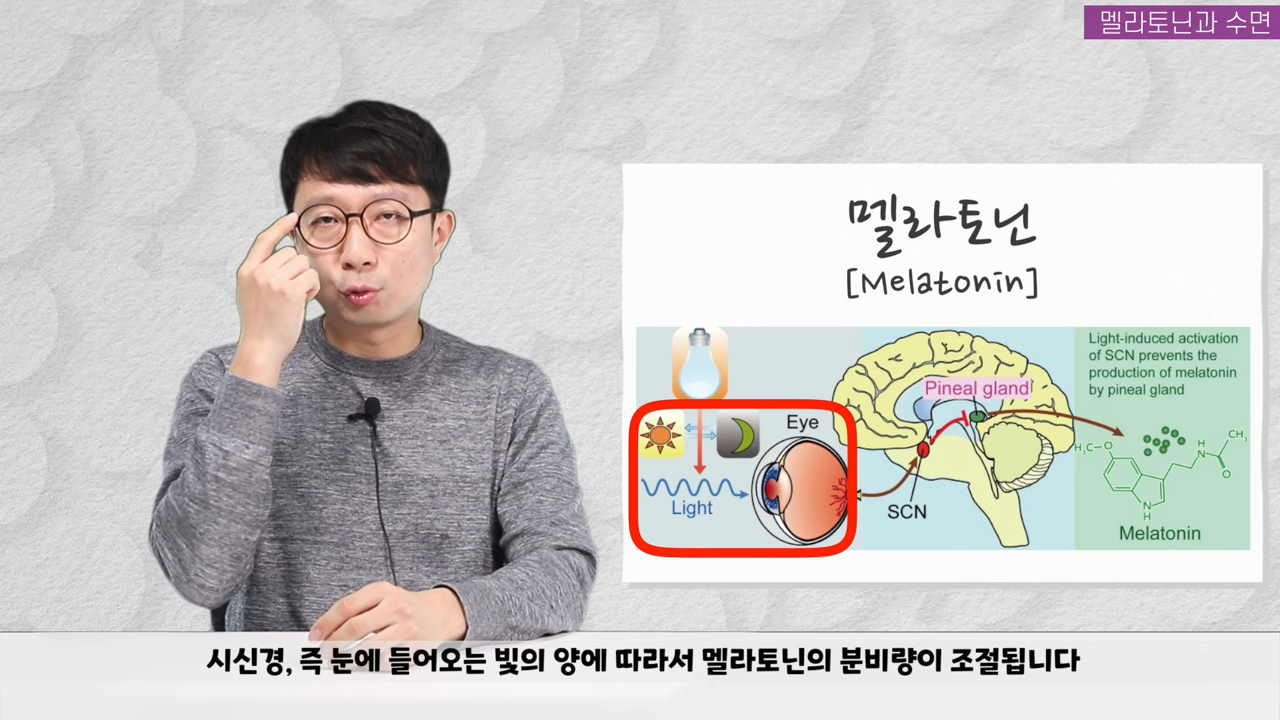 멜라토닌과 수면
멜라토닌
[Melatonin]
Light-induced activation
of SCN prevents the
production of melatonin
by pineal gland
Pineal gland
Eye
Light
SCN
H₃C
O
N
H
H
N
O
CH₃
Melatonin
시신경, 즉 눈에 들어오는 빛의 양에 따라서 멜라토닌의 분비량이 조절됩니다